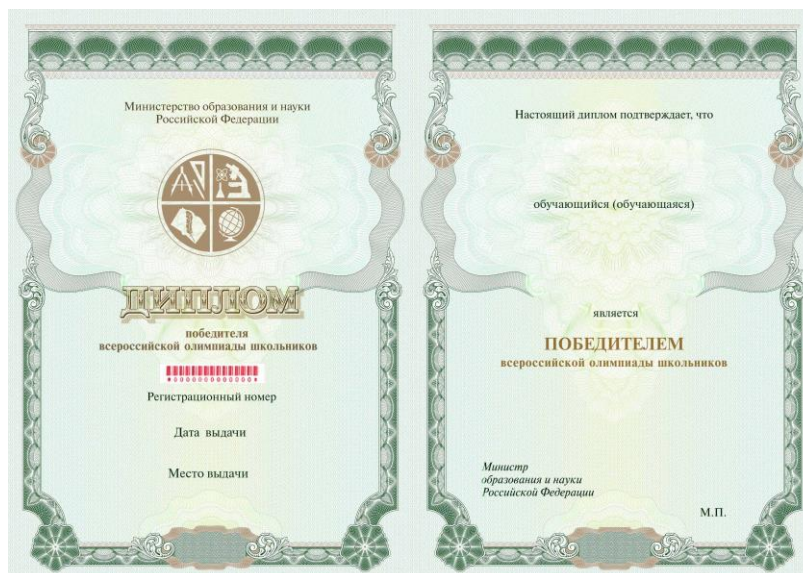 Министерство образования и науки
Российской Федерации
ДИПЛОМ
победителя
всероссийской олимпиады школьников
*0000000000000*
Регистрационный номер
Дата выдачи
Место выдачи
Настоящий диплом подтверждает, что
обучающийся (обучающаяся)
является
ПОБЕДИТЕЛЕМ
всероссийской олимпиады школьников
Министр
образования и науки
Российской Федерации
М.П.